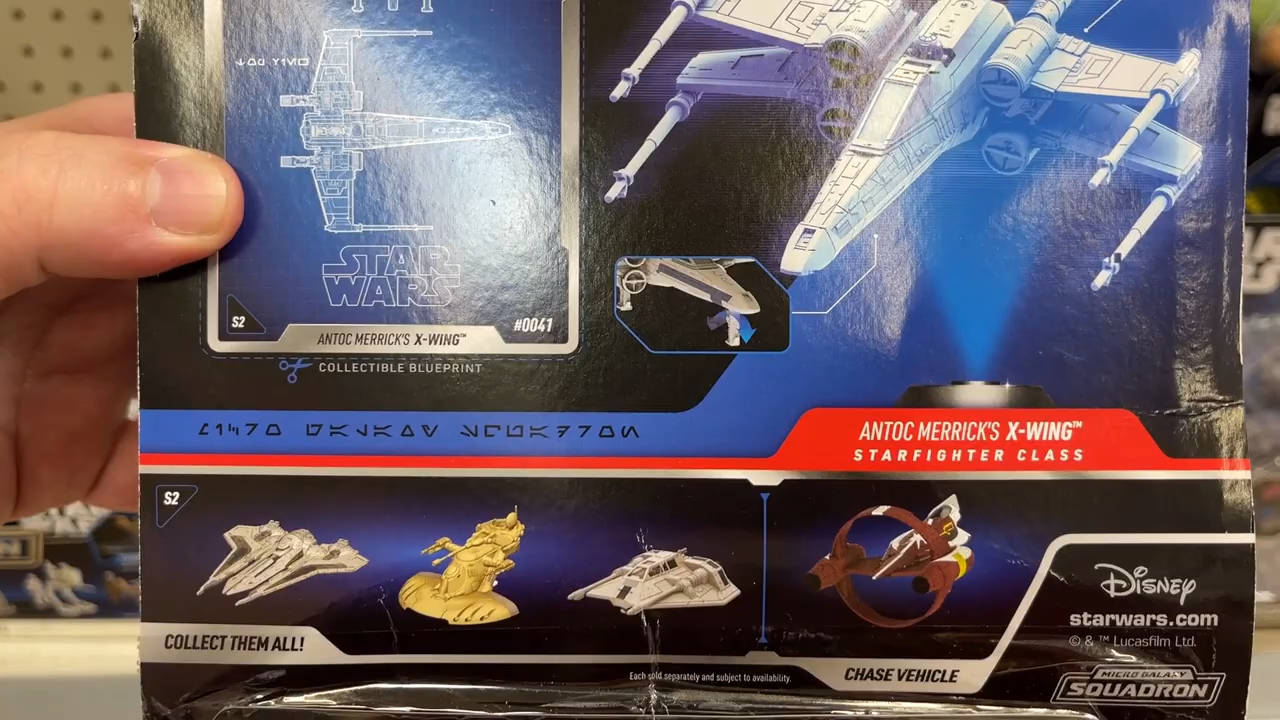 STAR
WARS
S2
#0041
ANTOC MERRICK'S X-WING™
COLLECTIBLE BLUEPRINT
ANTOC MERRICK'S X-WING™
STARFIGHTER CLASS
S2
COLLECT THEM ALL!
Each sold separately and subject to availability.
CHASE VEHICLE
Disney
starwars.com
© & ™ Lucasfilm Ltd.
MICRO GALAXY
SQUADRON